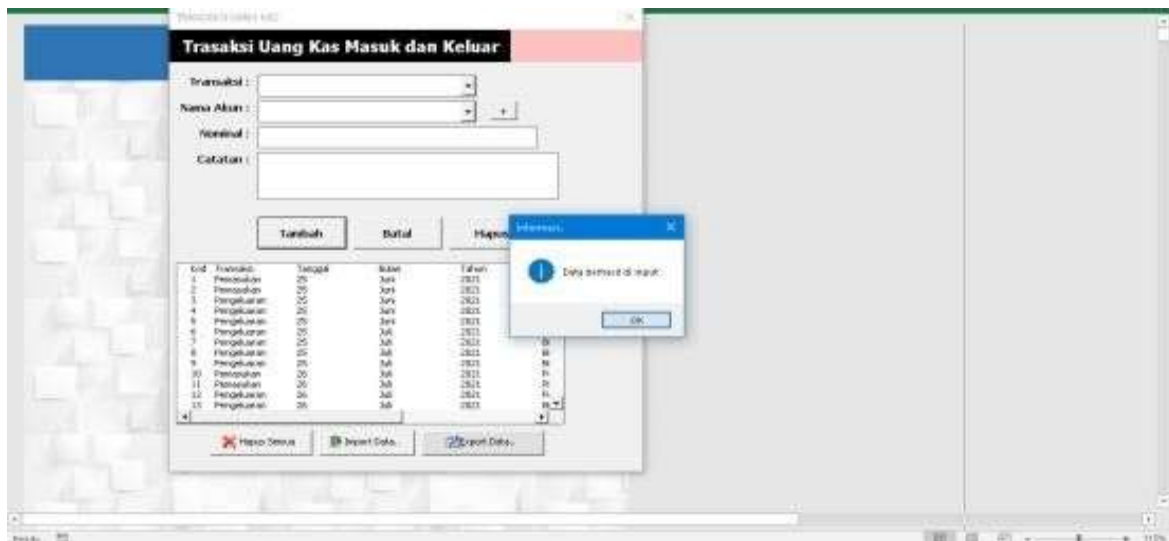 Trasaksi Uang Kas Masuk dan Keluar
Transaksi :
Nama Akun :
+
Nominal :
Catatan :
Tambah Batal Hapus
Informasi
Data berhasil di input
OK
Kod Transaksi Tanggal Bulan Tahun
1 Pemasukan 25 Juni 2021
2 Pemasukan 25 Juni 2021
3 Pengeluaran 25 Juni 2021
4 Pengeluaran 25 Juni 2021
5 Pengeluaran 25 Juni 2021
6 Pengeluaran 25 Juli 2021
7 Pengeluaran 25 Juli 2021
8 Pengeluaran 25 Juli 2021
9 Pengeluaran 25 Juli 2021
10 Pemasukan 26 Juli 2021
11 Pemasukan 26 Juli 2021
12 Pengeluaran 26 Juli 2021
13 Pengeluaran 26 Juli 2021
Hapus Semua Import Data.. Export Data..